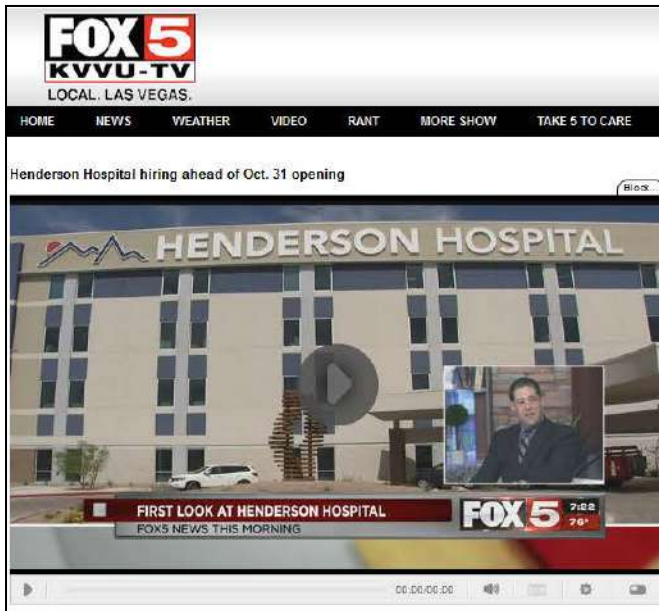 FOX 5
KVVU-TV
LOCAL. LAS VEGAS.
HOME NEWS WEATHER VIDEO RANT MORE SHOW TAKE 5 TO CARE
Henderson Hospital hiring ahead of Oct. 31 opening
HENDERSON HOSPITAL
FIRST LOOK AT HENDERSON HOSPITAL
FOX5 NEWS THIS MORNING
FOX 5
7:22
76°
00:00/00:00